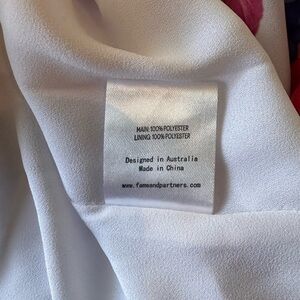 MAIN: 100%POLYESTER
LINING: 100%POLYESTER
Designed in Australia
Made in China
www.fameandpartners.com